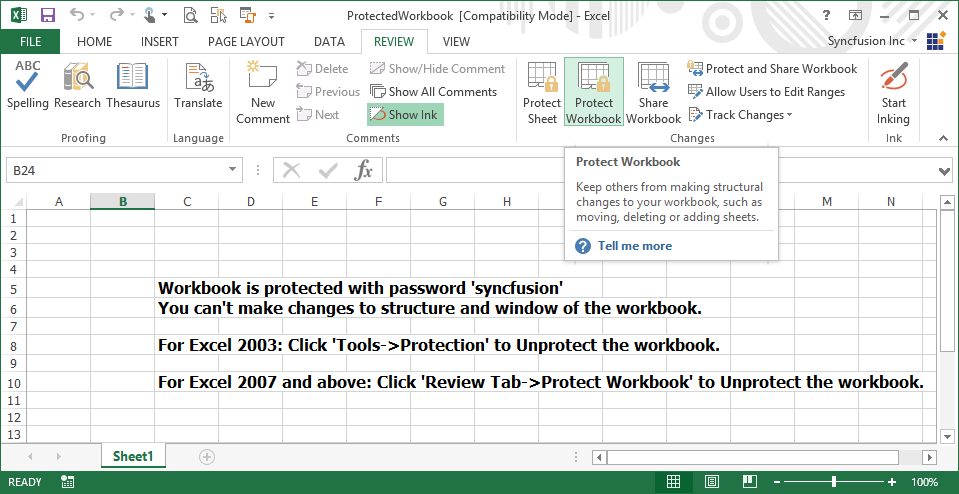 ProtectedWorkbook [Compatibility Mode] - Excel
FILE HOME INSERT PAGE LAYOUT DATA REVIEW VIEW Syncfusion Inc
ABC
Spelling Research Thesaurus
Proofing
Translate
Language
New Comment
Delete
Previous
Next
Show/Hide Comment
Show All Comments
Show Ink
Comments
Protect Sheet
Protect Workbook
Share Workbook
Protect and Share Workbook
Allow Users to Edit Ranges
Track Changes
Changes
Start Inking
Ink
B24
fx
Protect Workbook
Keep others from making structural
changes to your workbook, such as
moving, deleting or adding sheets.
? Tell me more
A B C D E F G H M N
1
2
3
4
5 Workbook is protected with password 'syncfusion'
6 You can't make changes to structure and window of the workbook.
7
8 For Excel 2003: Click 'Tools->Protection' to Unprotect the workbook.
9
10 For Excel 2007 and above: Click 'Review Tab->Protect Workbook' to Unprotect the workbook.
11
12
13
Sheet1
READY 100%